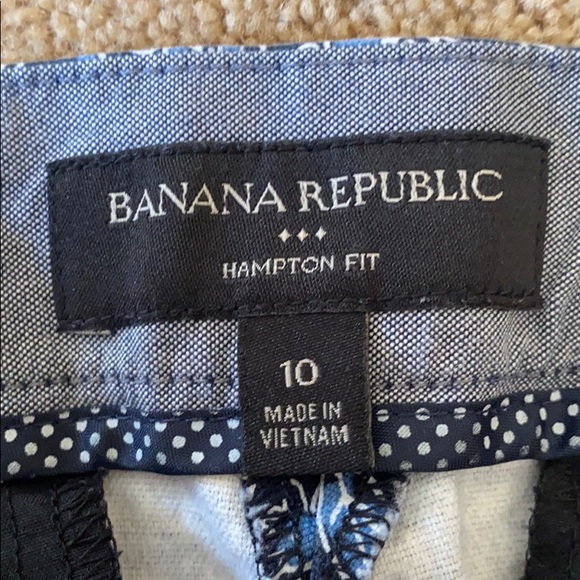 BANANA REPUBLIC
HAMPTON FIT
10
MADE IN
VIETNAM